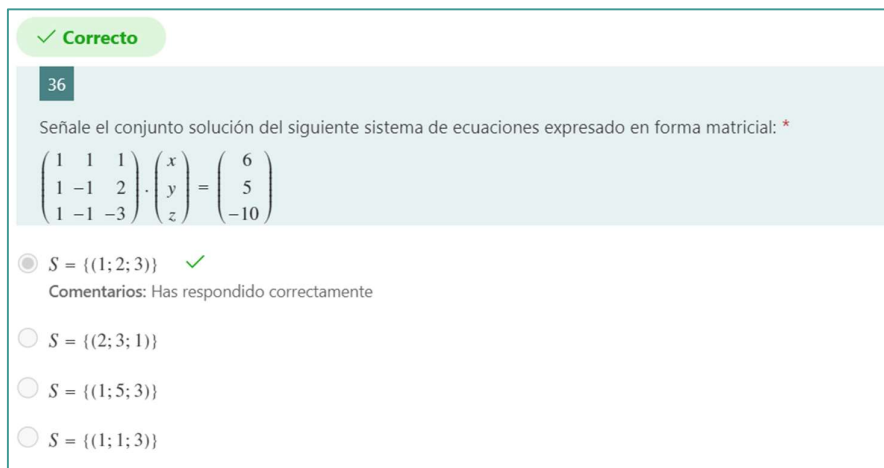 ✓ Correcto
36
Señale el conjunto solución del siguiente sistema de ecuaciones expresado en forma matricial: *
( 1 1 1 ) ( x ) ( 6 )
( 1 −1 2 ) . ( y ) = ( 5 )
( 1 −1 −3 ) ( z ) ( −10 )
S = {(1; 2; 3)} ✓
Comentarios: Has respondido correctamente
S = {(2; 3; 1)}
S = {(1; 5; 3)}
S = {(1; 1; 3)}